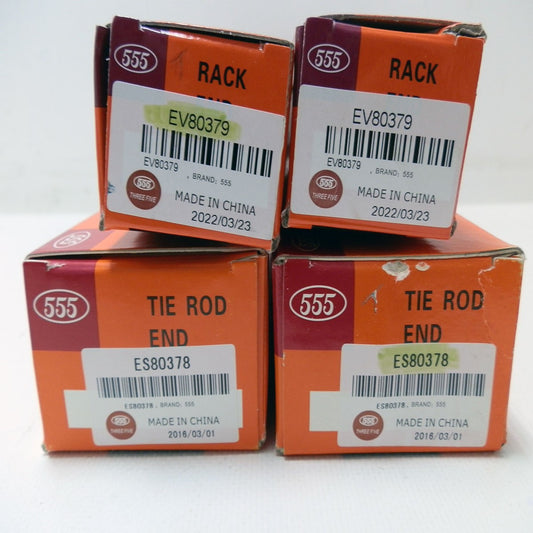 555
RACK
END
EV80379
EV80379 , BRAND; 555
555
THREE FIVE
MADE IN CHINA
2022/03/23
555
RACK
END
EV80379
EV80379 , BRAND; 555
555
THREE FIVE
MADE IN CHINA
2022/03/23
555
555
TIE ROD
END
ES80378
ES80378 , BRAND; 555
555
THREE FIVE
MADE IN CHINA
2016/03/01
555
TIE ROD
END
ES80378
ES80378 , BRAND; 555
555
THREE FIVE
MADE IN CHINA
2016/03/01